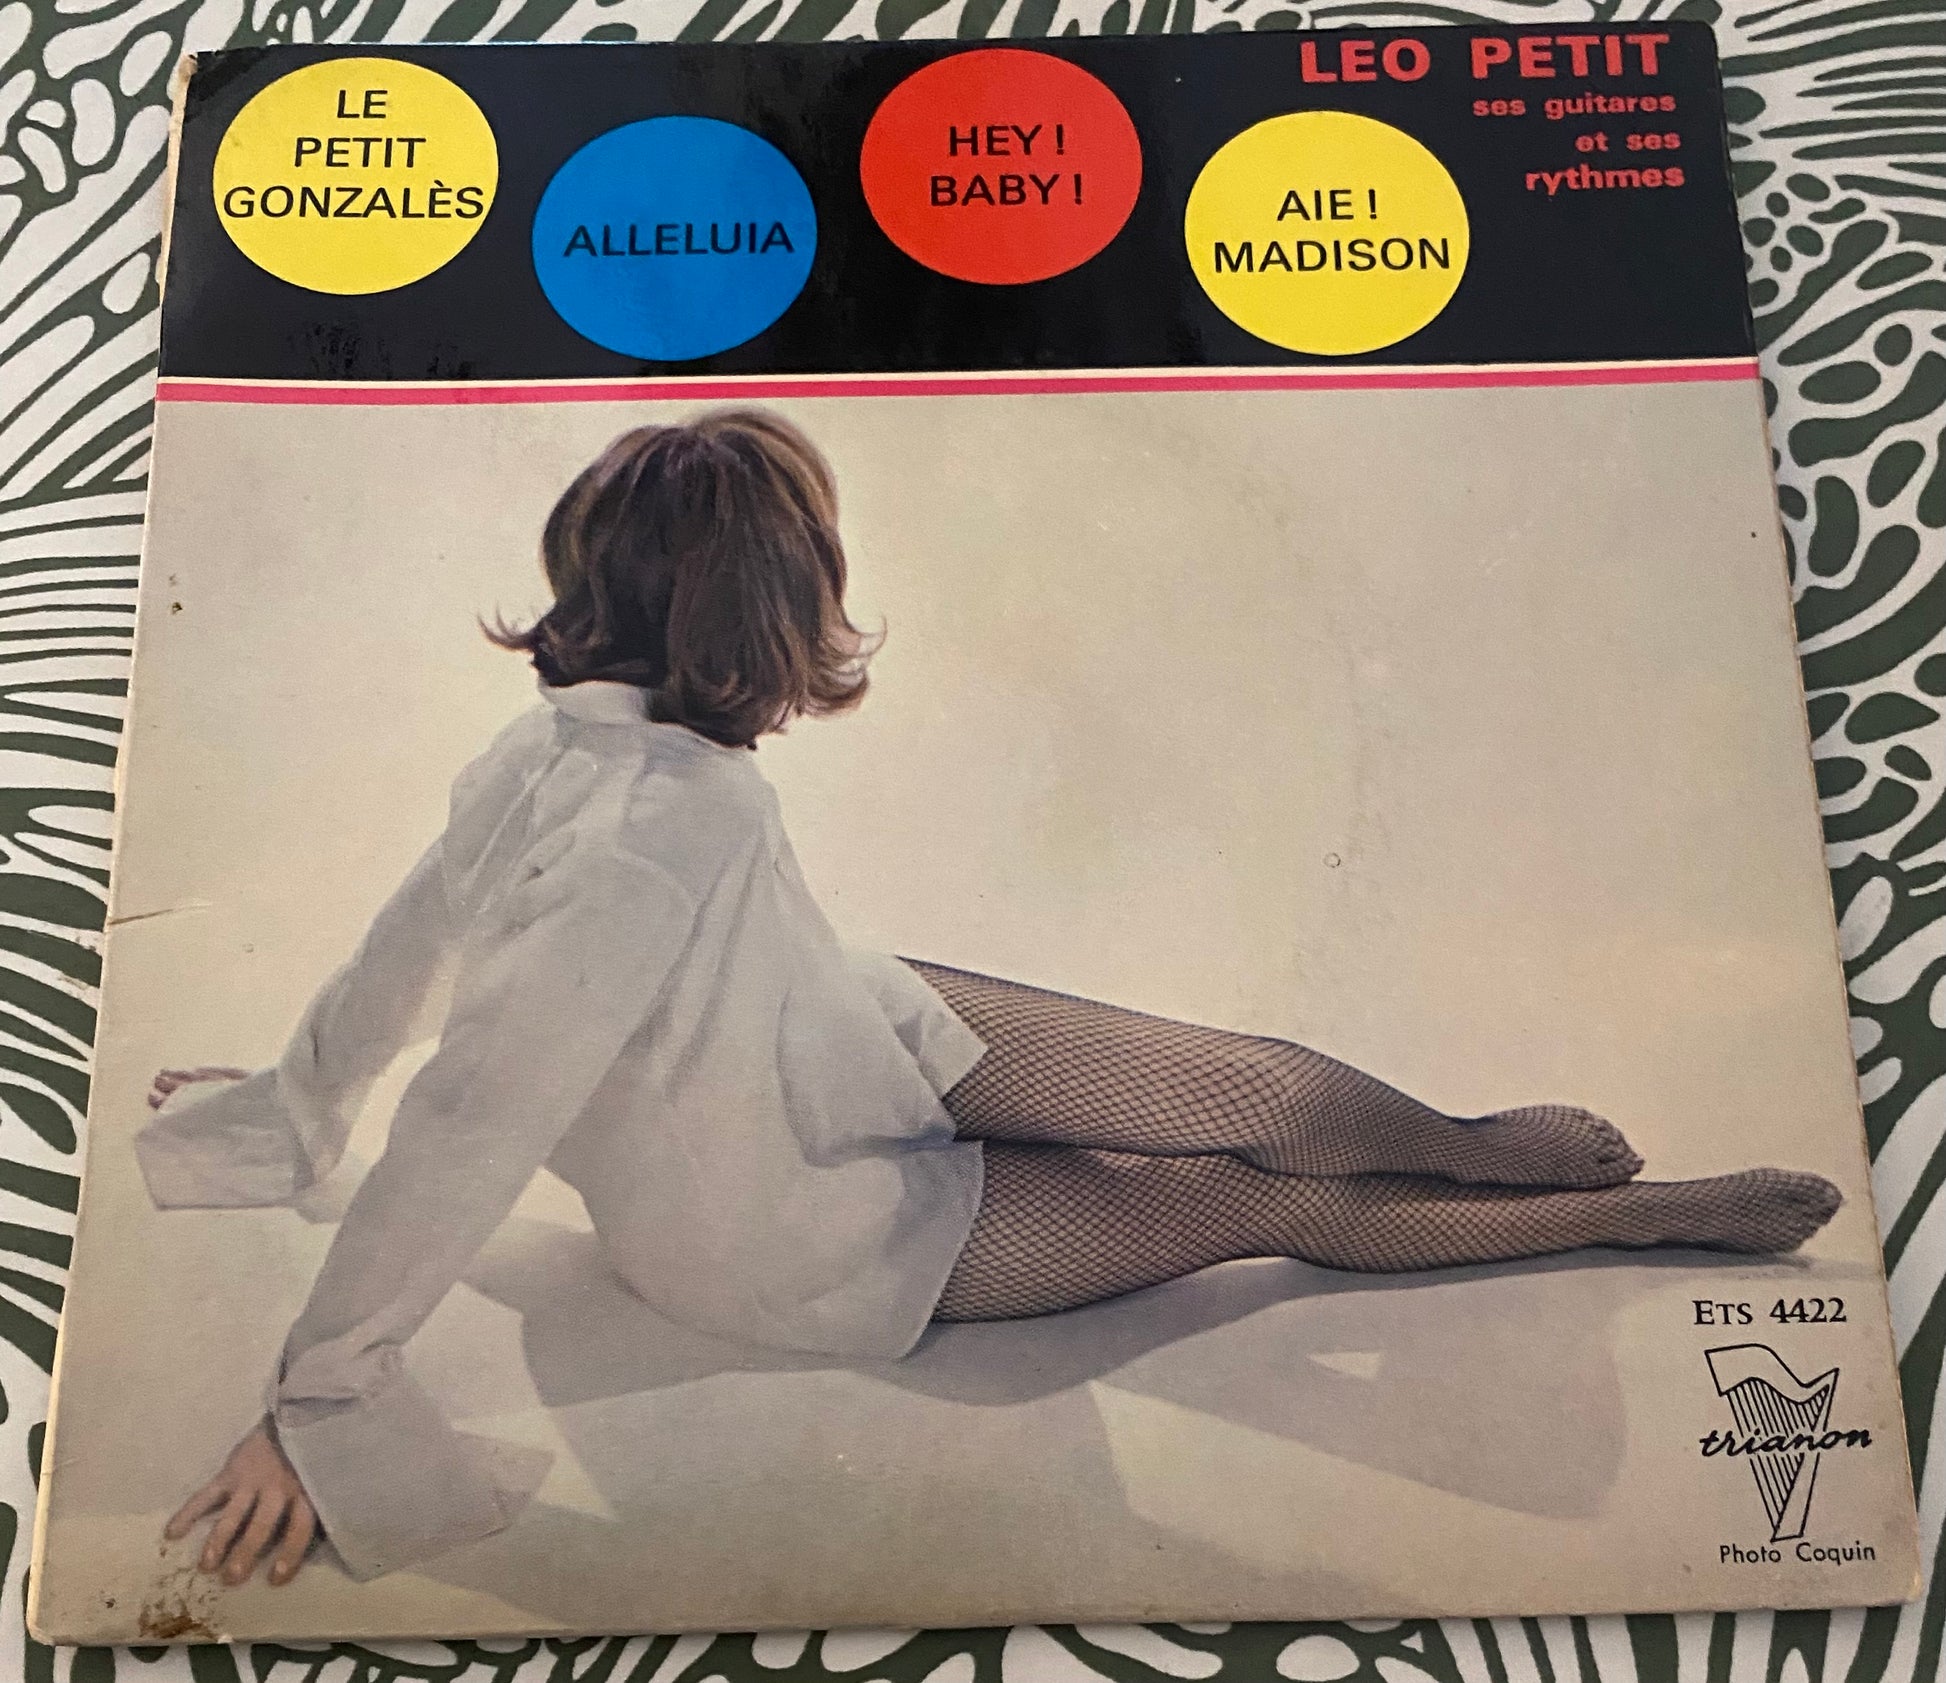 LE
PETIT
GONZALÈS
ALLELUIA
HEY !
BABY !
AIE !
MADISON
LEO PETIT
ses guitares
et ses
rythmes
ETS 4422
trianon
Photo Coquin